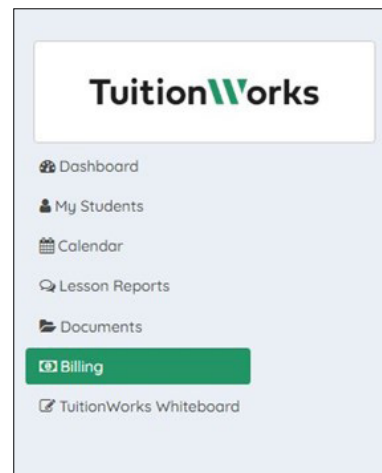 TuitionWorks
Dashboard
My Students
Calendar
Lesson Reports
Documents
Billing
TuitionWorks Whiteboard